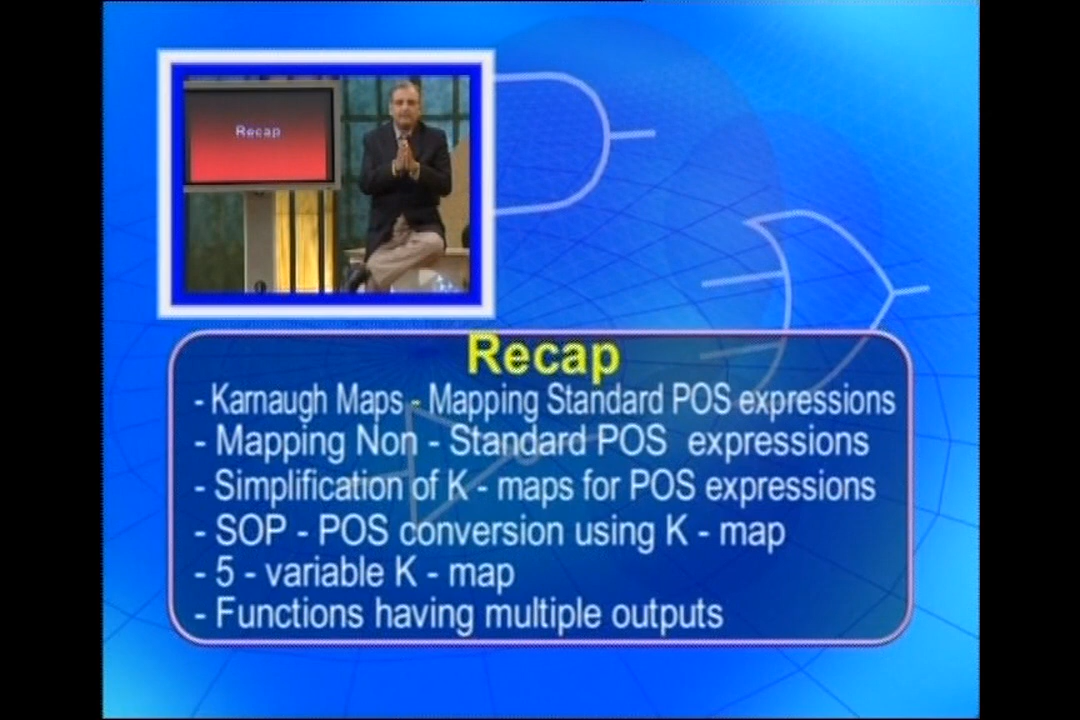 Recap
Recap
- Karnaugh Maps - Mapping Standard POS expressions
- Mapping Non - Standard POS expressions
- Simplification of K - maps for POS expressions
- SOP - POS conversion using K - map
- 5 - variable K - map
- Functions having multiple outputs